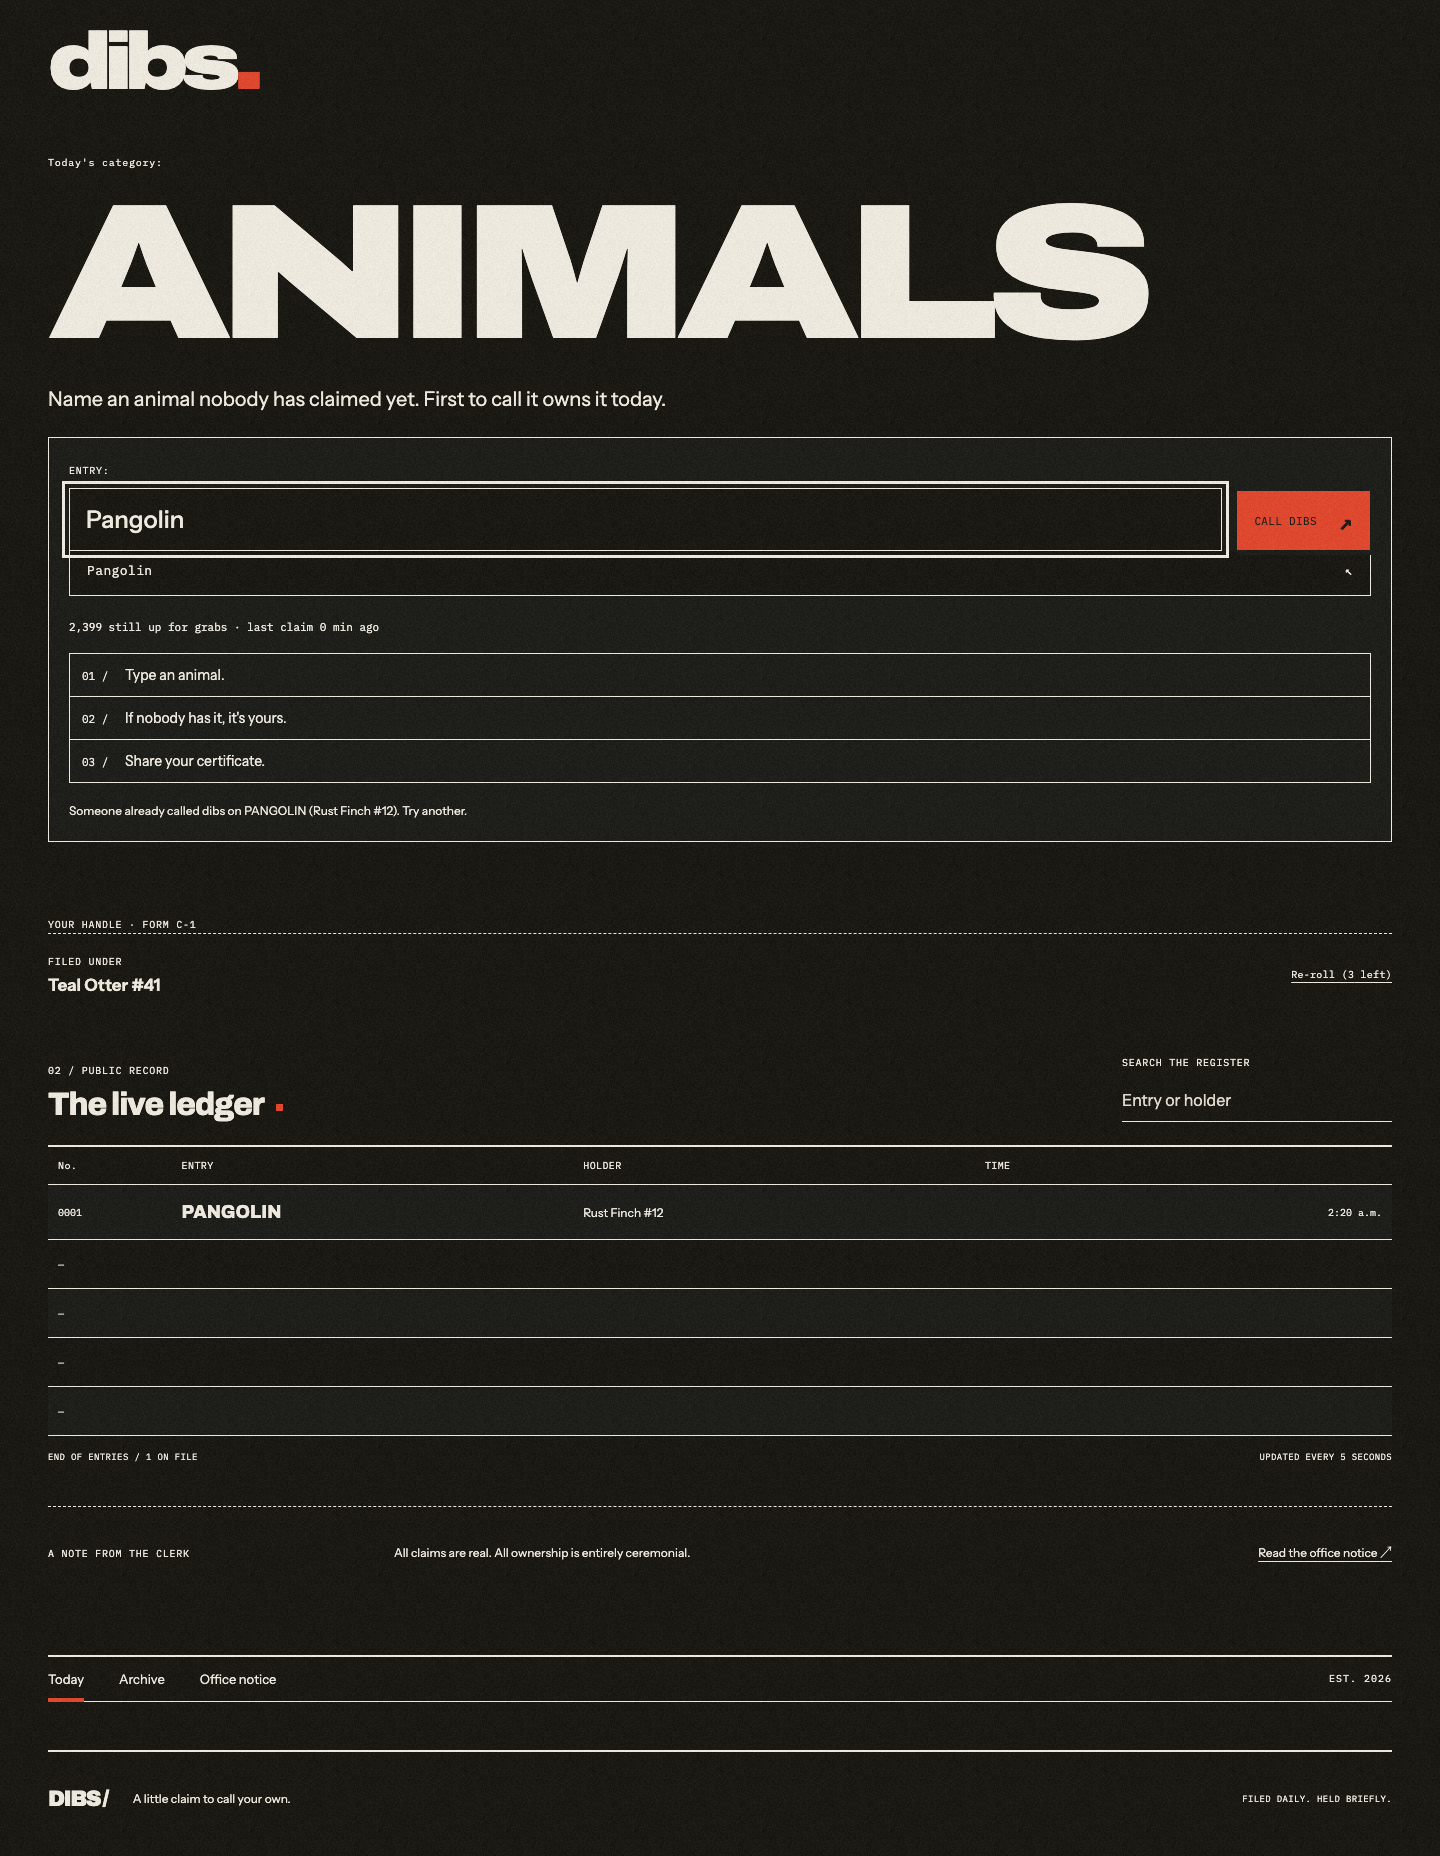 dibs.
Today's category:
ANIMALS
Name an animal nobody has claimed yet. First to call it owns it today.
ENTRY:
Pangolin
CALL DIBS ↗
Pangolin ↖
2,399 still up for grabs · last claim 0 min ago
01 / Type an animal.
02 / If nobody has it, it's yours.
03 / Share your certificate.
Someone already called dibs on PANGOLIN (Rust Finch #12). Try another.
YOUR HANDLE · FORM C-1
FILED UNDER
Teal Otter #41
Re-roll (3 left)
02 / PUBLIC RECORD
The live ledger
SEARCH THE REGISTER
Entry or holder
No. ENTRY HOLDER TIME
0001 PANGOLIN Rust Finch #12 2:20 a.m.
—
—
—
—
END OF ENTRIES / 1 ON FILE UPDATED EVERY 5 SECONDS
A NOTE FROM THE CLERK All claims are real. All ownership is entirely ceremonial. Read the office notice ↗
Today Archive Office notice EST. 2026
DIBS/ A little claim to call your own. FILED DAILY. HELD BRIEFLY.